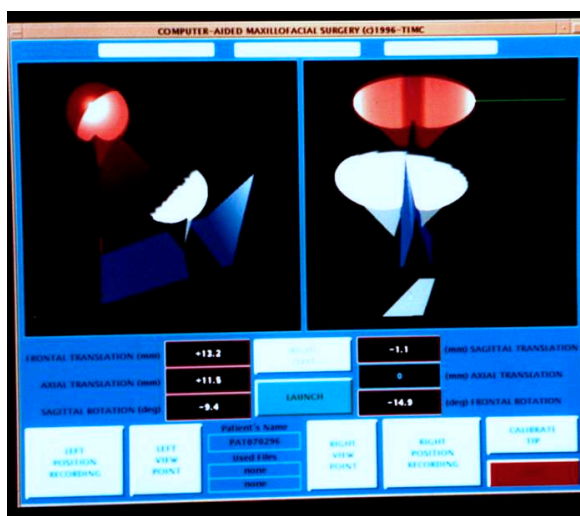 COMPUTER-AIDED MAXILLOFACIAL SURGERY (c)1996-TIMC
FRONTAL TRANSLATION (mm) +13.2
-1.1 (mm) SAGITTAL TRANSLATION
AXIAL TRANSLATION (mm) +11.5
0 (mm) AXIAL TRANSLATION
SAGITTAL ROTATION (deg) -9.4
LAUNCH
-14.9 (deg) FRONTAL ROTATION
Patient's Name
PAT070296
Used Files
none
none
LEFT
POSITION
RECORDING
LEFT
VIEW
POINT
RIGHT
VIEW
POINT
RIGHT
POSITION
RECORDING
CALIBRATE
TIP